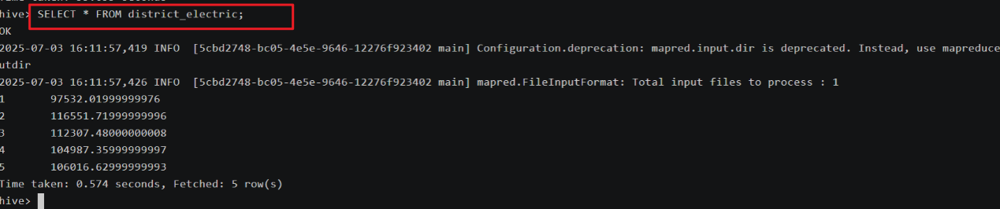 hive> SELECT * FROM district_electric;
OK
2025-07-03 16:11:57,419 INFO  [5cbd2748-bc05-4e5e-9646-12276f923402 main] Configuration.deprecation: mapred.input.dir is deprecated. Instead, use mapreduce
utdir
2025-07-03 16:11:57,426 INFO  [5cbd2748-bc05-4e5e-9646-12276f923402 main] mapred.FileInputFormat: Total input files to process : 1
1	97532.01999999976
2	116551.71999999996
3	112307.48000000008
4	104987.35999999997
5	106016.62999999993
Time taken: 0.574 seconds, Fetched: 5 row(s)
hive>